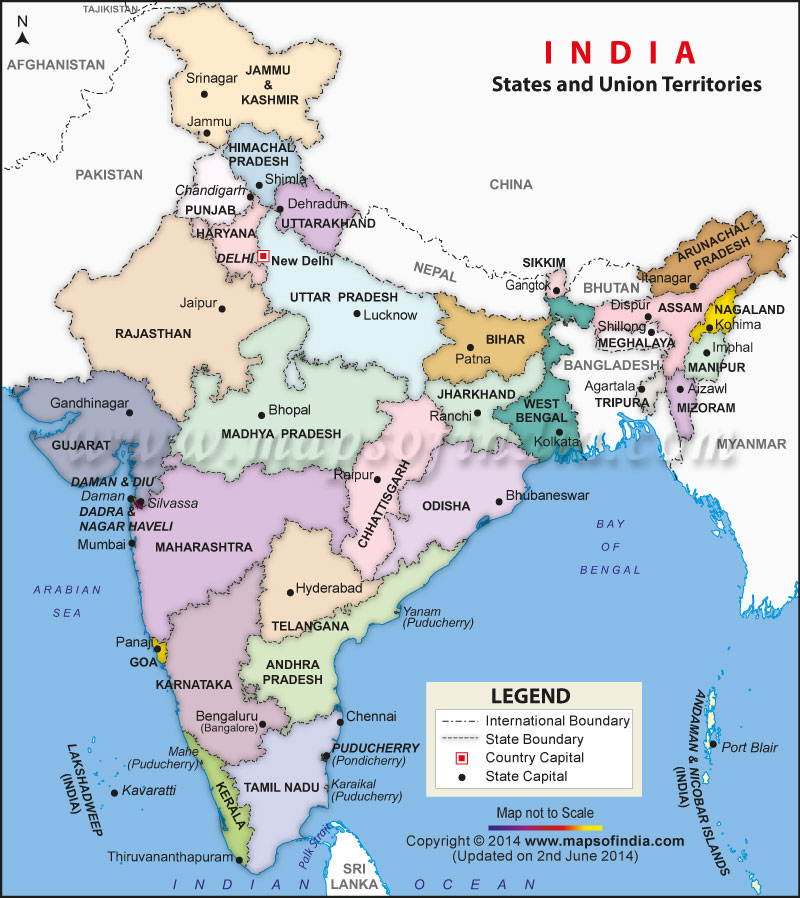 TAJIKISTAN
N
AFGHANISTAN
INDIA
States and Union Territories
JAMMU
&
KASHMIR
Srinagar
Jammu
PAKISTAN
CHINA
HIMACHAL
PRADESH
Shimla
Chandigarh
PUNJAB
Dehradun
UTTARAKHAND
HARYANA
DELHI
New Delhi
NEPAL
SIKKIM
Gangtok
BHUTAN
ARUNACHAL
PRADESH
Itanagar
Dispur
ASSAM
NAGALAND
Kohima
Shillong
MEGHALAYA
Imphal
MANIPUR
BANGLADESH
Agartala
TRIPURA
Aizawl
MIZORAM
MYANMAR
Jaipur
RAJASTHAN
UTTAR PRADESH
Lucknow
BIHAR
Patna
JHARKHAND
Ranchi
WEST
BENGAL
Kolkata
Gandhinagar
GUJARAT
Bhopal
MADHYA PRADESH
www.mapsofindia.com
Raipur
CHHATTISGARH
ODISHA
Bhubaneswar
DAMAN & DIU
Daman
Silvassa
DADRA &
NAGAR HAVELI
Mumbai
MAHARASHTRA
BAY
OF
BENGAL
ARABIAN
SEA
Hyderabad
TELANGANA
Yanam
(Puducherry)
Panaji
GOA
KARNATAKA
ANDHRA
PRADESH
Bengaluru
(Bangalore)
Chennai
Mahe
(Puducherry)
PUDUCHERRY
(Pondicherry)
Karaikal
(Puducherry)
TAMIL NADU
KERALA
LAKSHADWEEP
(INDIA)
Kavaratti
Thiruvananthapuram
Palk Strait
SRI
LANKA
INDIAN OCEAN
ANDAMAN & NICOBAR ISLANDS
(INDIA)
Port Blair
LEGEND
International Boundary
State Boundary
Country Capital
State Capital
Map not to Scale
Copyright © 2014 www.mapsofindia.com
(Updated on 2nd June 2014)